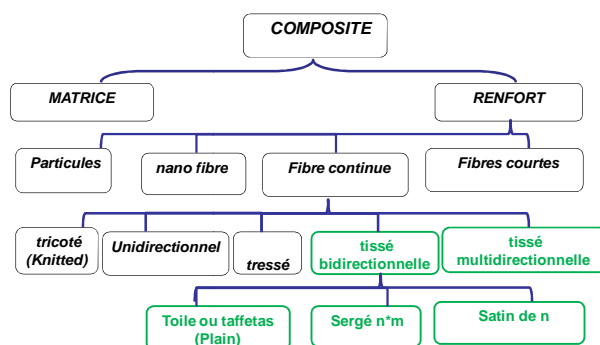 COMPOSITE
MATRICE
RENFORT
Particules
nano fibre
Fibre continue
Fibres courtes
tricoté
(Knitted)
Unidirectionnel
tressé
tissé
bidirectionnelle
tissé
multidirectionnelle
Toile ou taffetas
(Plain)
Sergé n*m
Satin de n